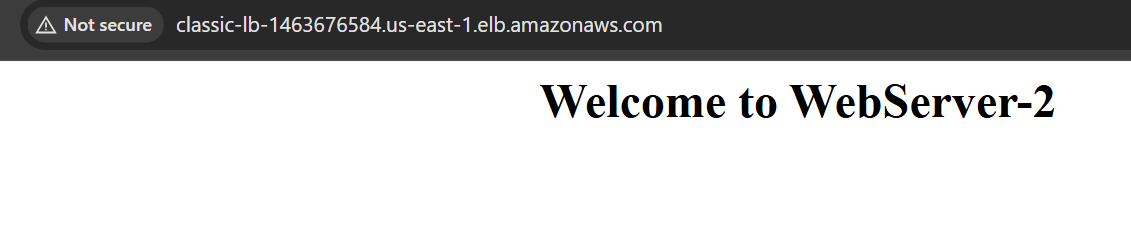 Not secure classic-lb-1463676584.us-east-1.elb.amazonaws.com
Welcome to WebServer-2